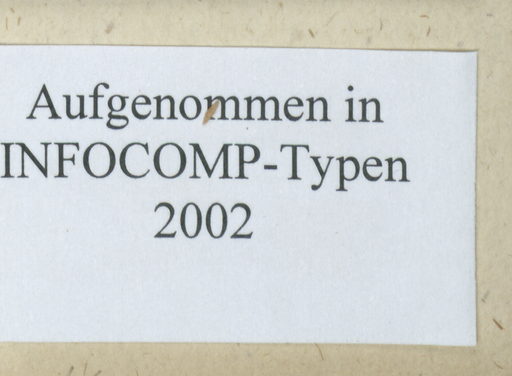 Aufgenommen in
INFOCOMP-Typen
2002